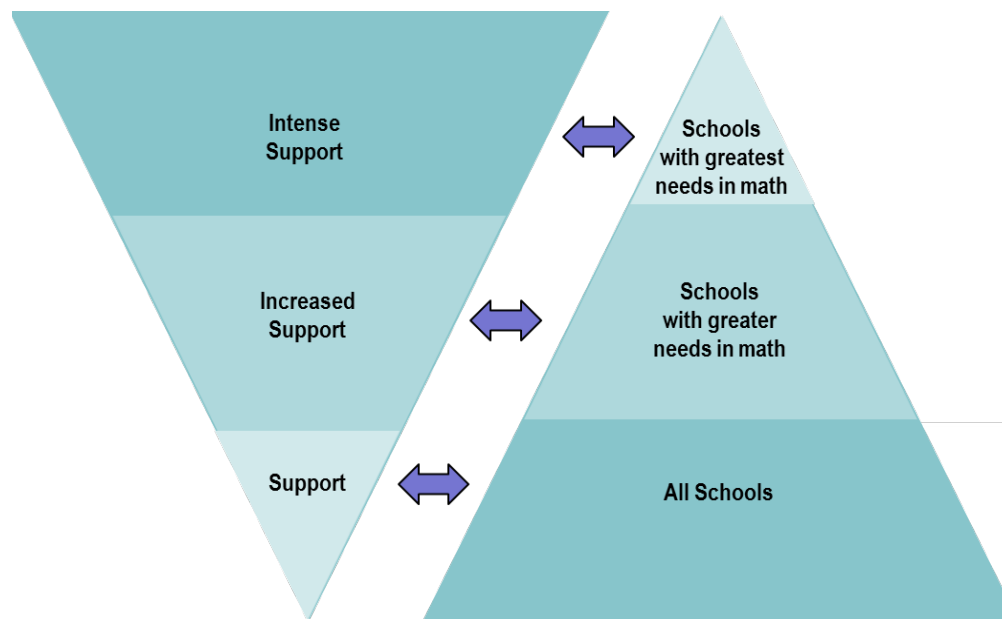 Intense
Support
Schools
with greatest
needs in math
Increased
Support
Schools
with greater
needs in math
Support
All Schools